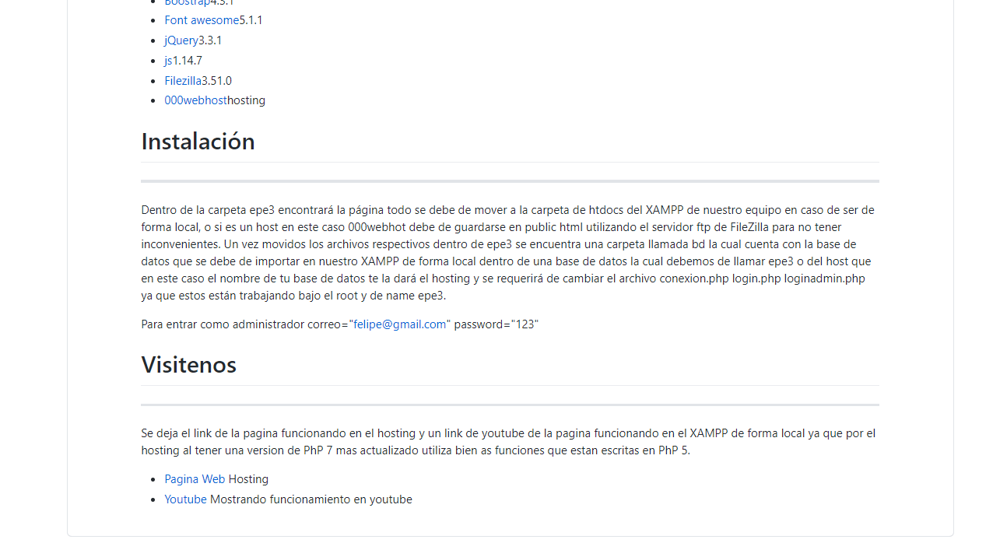 Boostrap4.3.1
Font awesome5.1.1
jQuery3.3.1
js1.14.7
Filezilla3.51.0
000webhosthosting
Instalación
Dentro de la carpeta epe3 encontrará la página todo se debe de mover a la carpeta de htdocs del XAMPP de nuestro equipo en caso de ser de
forma local, o si es un host en este caso 000webhot debe de guardarse en public html utilizando el servidor ftp de FileZilla para no tener
inconvenientes. Un vez movidos los archivos respectivos dentro de epe3 se encuentra una carpeta llamada bd la cual cuenta con la base de
datos que se debe de importar en nuestro XAMPP de forma local dentro de una base de datos la cual debemos de llamar epe3 o del host que
en este caso el nombre de tu base de datos te la dará el hosting y se requerirá de cambiar el archivo conexion.php login.php loginadmin.php
ya que estos están trabajando bajo el root y de name epe3.
Para entrar como administrador correo="felipe@gmail.com" password="123"
Visitenos
Se deja el link de la pagina funcionando en el hosting y un link de youtube de la pagina funcionando en el XAMPP de forma local ya que por el
hosting al tener una version de PhP 7 mas actualizado utiliza bien as funciones que estan escritas en PhP 5.
Pagina Web Hosting
Youtube Mostrando funcionamiento en youtube